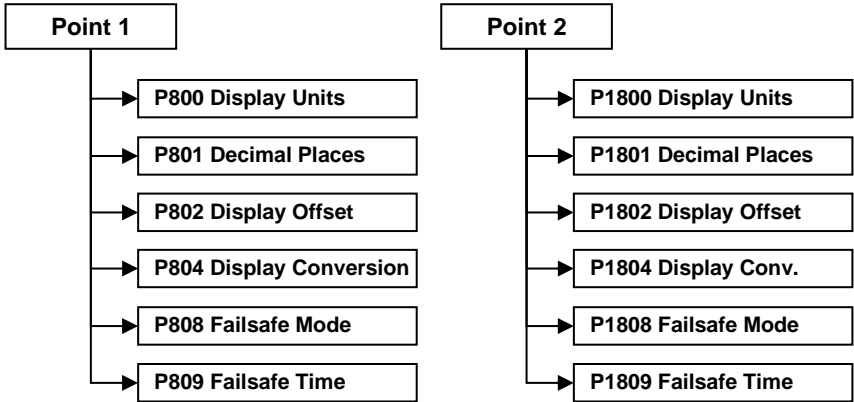 Point 1
P800 Display Units
P801 Decimal Places
P802 Display Offset
P804 Display Conversion
P808 Failsafe Mode
P809 Failsafe Time
Point 2
P1800 Display Units
P1801 Decimal Places
P1802 Display Offset
P1804 Display Conv.
P1808 Failsafe Mode
P1809 Failsafe Time